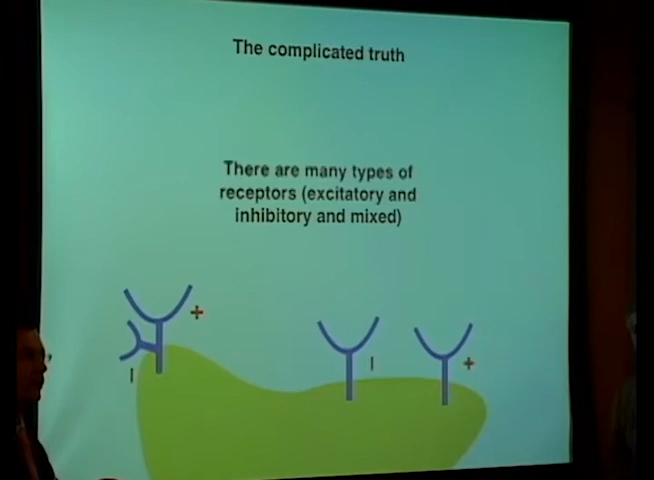 The complicated truth
There are many types of
receptors (excitatory and
inhibitory and mixed)
+
|
|
+